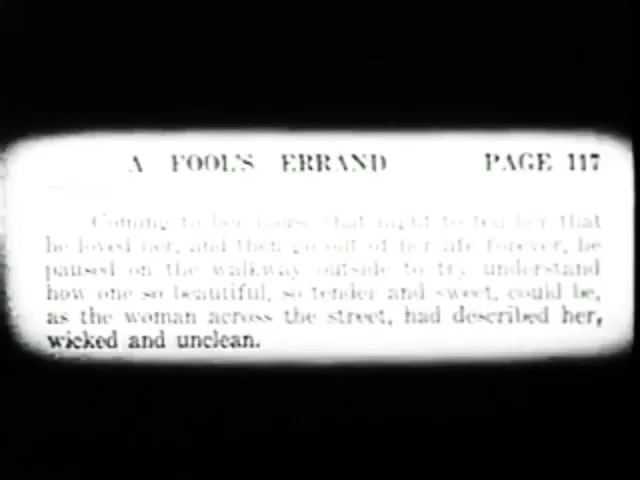 A FOOL'S ERRAND PAGE 117
Coming to her house that night to tell her that
he loved her, and then go out of her life forever, he
paused on the walkway outside to try understand
how one so beautiful, so tender and sweet, could be,
as the woman across the street, had described her,
wicked and unclean.